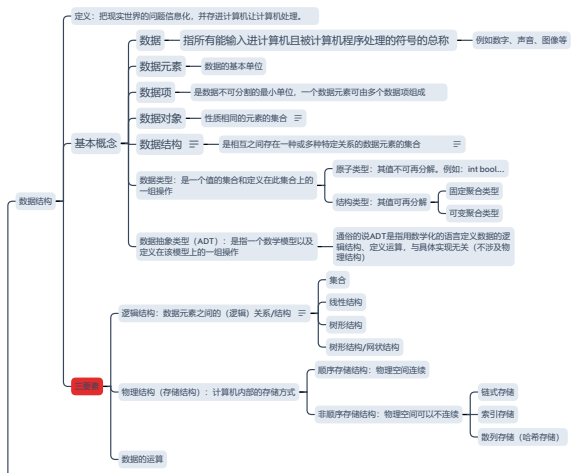 定义：把现实世界的问题信息化，并存进计算机让计算机处理。
数据
指所有能输入进计算机且被计算机程序处理的符号的总称
例如数字、声音、图像等
数据元素
数据的基本单位
数据项
是数据不可分割的最小单位，一个数据元素可由多个数据项组成
数据对象
性质相同的元素的集合
基本概念
数据结构
是相互之间存在一种或多种特定关系的数据元素的集合
数据类型：是一个值的集合和定义在此集合上的
一组操作
原子类型：其值不可再分解。例如：int bool...
结构类型：其值可再分解
固定聚合类型
可变聚合类型
数据结构
数据抽象类型（ADT）：是指一个数学模型以及
定义在该模型上的一组操作
通俗的说ADT是指用数学化的语言定义数据的逻
辑结构、定义运算，与具体实现无关（不涉及物
理结构）
三要素
逻辑结构：数据元素之间的（逻辑）关系/结构
集合
线性结构
树形结构
树形结构/网状结构
物理结构（存储结构）：计算机内部的存储方式
顺序存储结构：物理空间连续
非顺序存储结构：物理空间可以不连续
链式存储
索引存储
散列存储（哈希存储）
数据的运算